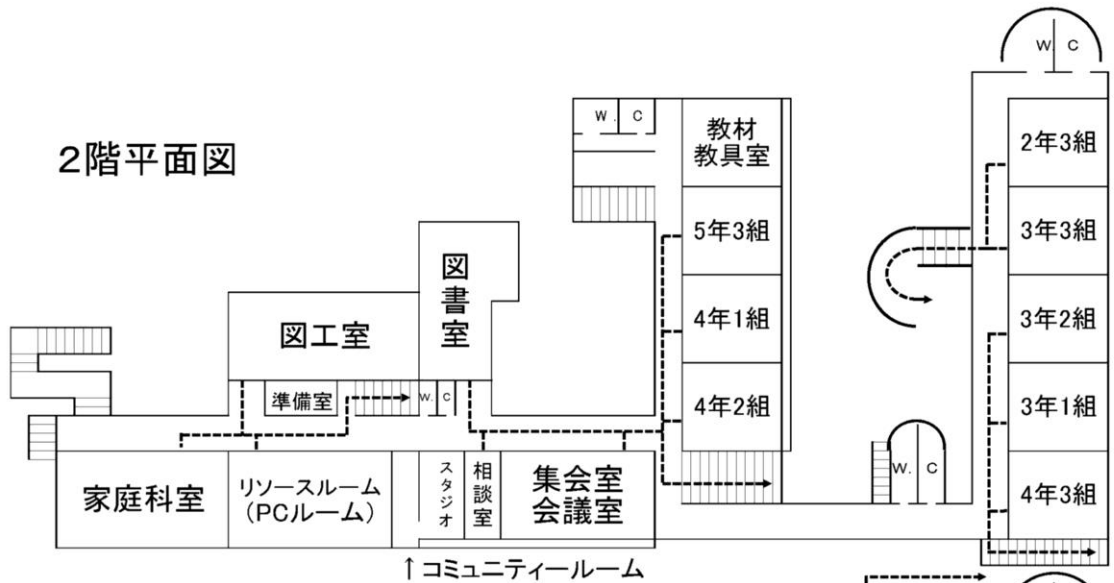 2階平面図
W. C
W. C
教材
教具室
2年3組
5年3組
3年3組
図書室
図工室
4年1組
3年2組
準備室
W. C
4年2組
3年1組
家庭科室
リソースルーム
(PCルーム)
スタジオ
相談室
集会室
会議室
W. C
4年3組
↑コミュニティールーム